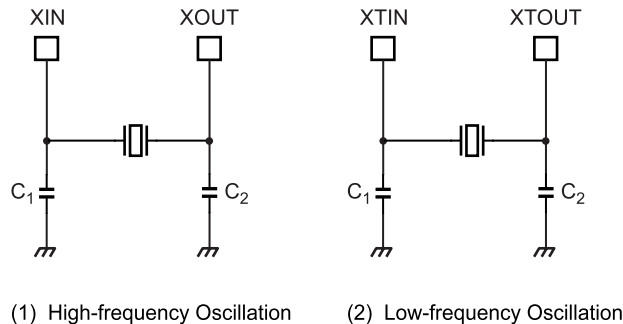 XIN XOUT XTIN XTOUT
C1 C2 C1 C2
(1) High-frequency Oscillation (2) Low-frequency Oscillation